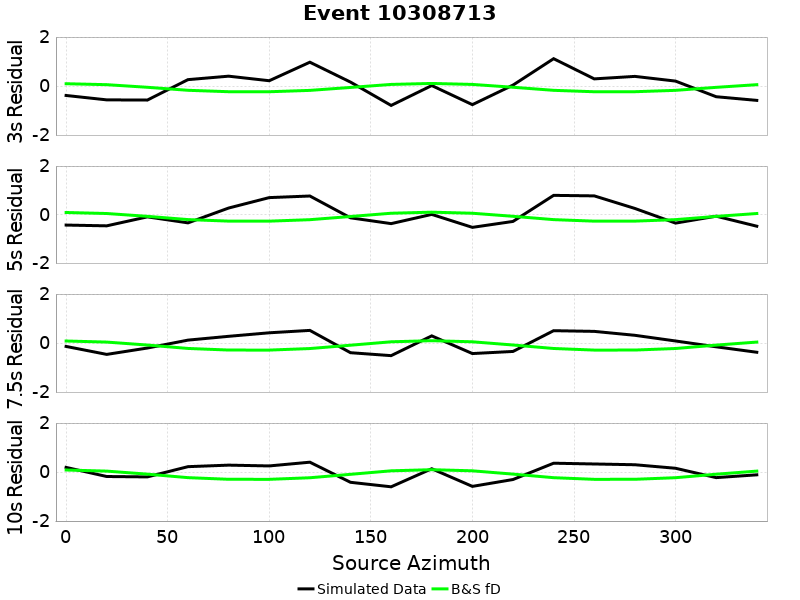 Event 10308713
3s Residual
2
0
-2
5s Residual
2
0
-2
7.5s Residual
2
0
-2
10s Residual
2
0
-2
0 50 100 150 200 250 300
Source Azimuth
Simulated Data B&S fD